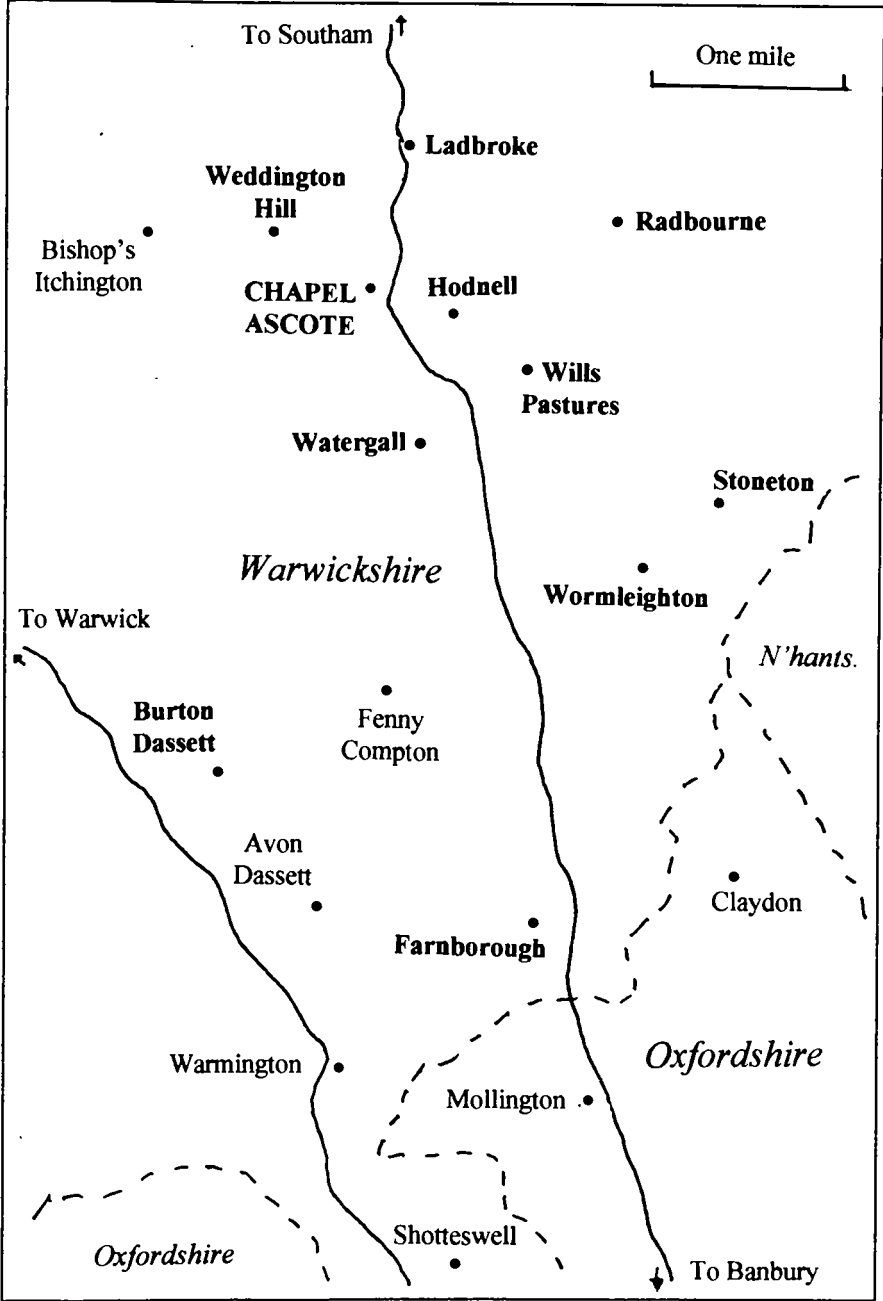 To Southam
One mile
Ladbroke
Weddington
Hill
Radbourne
Bishop's
Itchington
CHAPEL
ASCOTE
Hodnell
Wills
Pastures
Watergall
Stoneton
Warwickshire
Wormleighton
To Warwick
N'hants.
Burton
Dassett
Fenny
Compton
Avon
Dassett
Claydon
Farnborough
Warmington
Oxfordshire
Mollington
Shotteswell
Oxfordshire
To Banbury